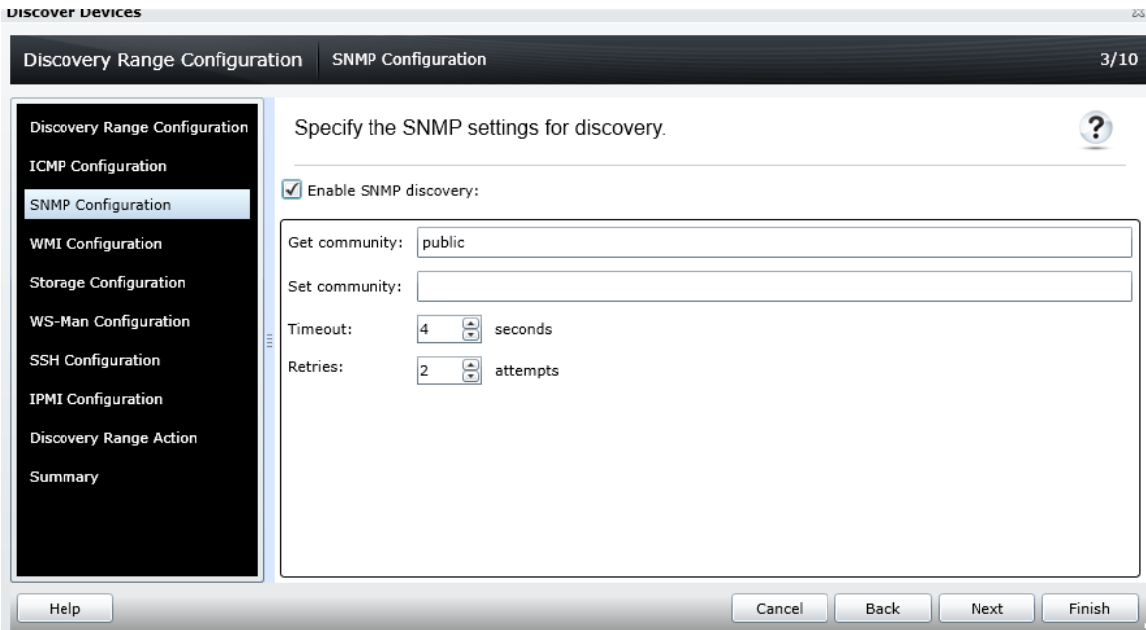 Discover Devices
Discovery Range Configuration SNMP Configuration 3/10
Discovery Range Configuration
ICMP Configuration
SNMP Configuration
WMI Configuration
Storage Configuration
WS-Man Configuration
SSH Configuration
IPMI Configuration
Discovery Range Action
Summary
Specify the SNMP settings for discovery.
?
Enable SNMP discovery:
Get community: public
Set community:
Timeout: 4 seconds
Retries: 2 attempts
Help Cancel Back Next Finish